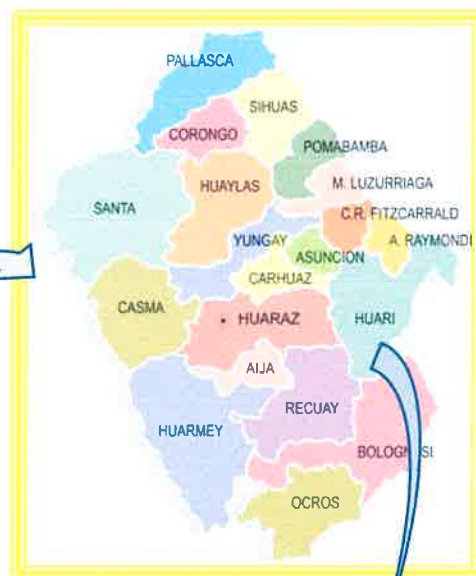 PALLASCA
SIHUAS
CORONGO
POMABAMBA
HUAYLAS
M. LUZURRIAGA
SANTA
C.R. FITZCARRALD
YUNGAY
A. RAYMONDI
ASUNCION
CARHUAZ
CASMA
HUARAZ
HUARI
AIJA
RECUAY
HUARMEY
BOLOGNESI
OCROS